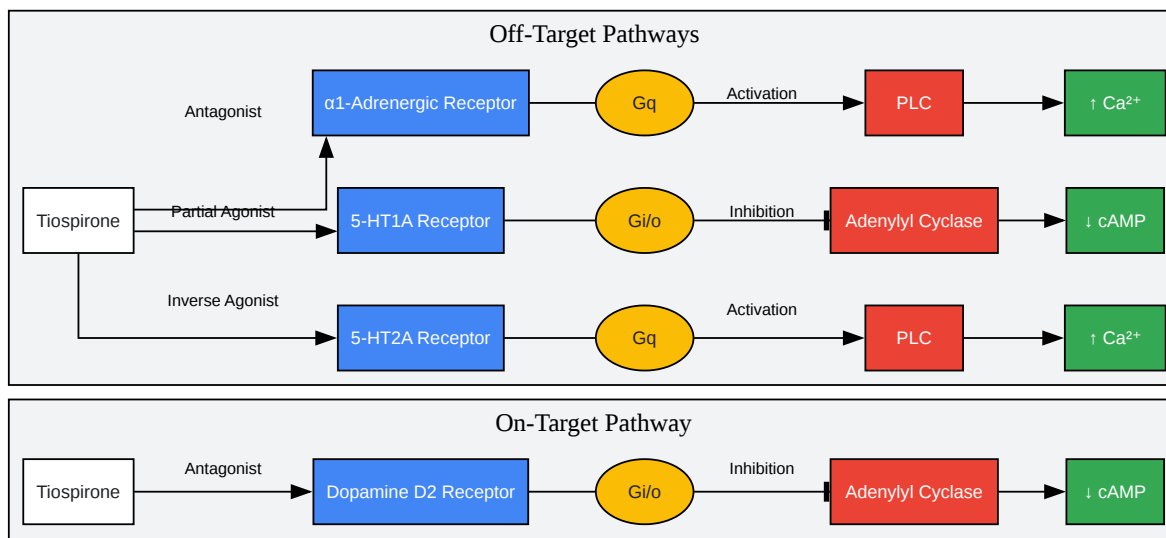 Off-Target Pathways
Antagonist
α1-Adrenergic Receptor
Gq
Activation
PLC
↑ Ca²⁺
Tiospirone
Partial Agonist
5-HT1A Receptor
Gi/o
Inhibition
Adenylyl Cyclase
↓ cAMP
Inverse Agonist
5-HT2A Receptor
Gq
Activation
PLC
↑ Ca²⁺
On-Target Pathway
Tiospirone
Antagonist
Dopamine D2 Receptor
Gi/o
Inhibition
Adenylyl Cyclase
↓ cAMP